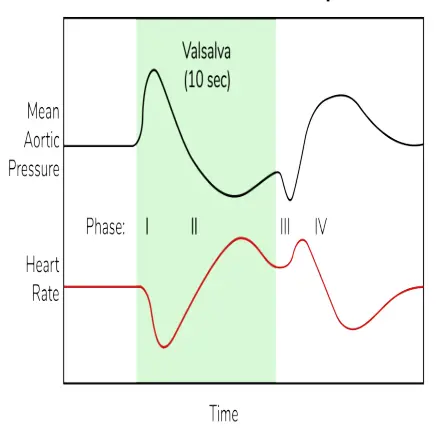 Valsalva
(10 sec)
Mean
Aortic
Pressure
Phase: I II III IV
Heart
Rate
Time